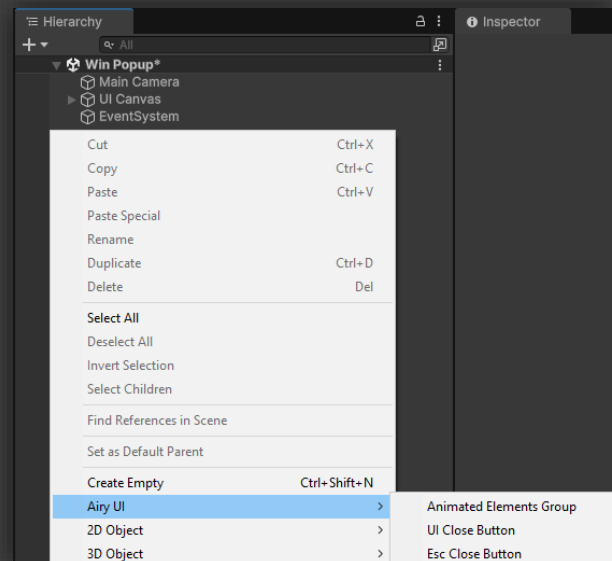 Hierarchy
Inspector
All
Win Popup*
Main Camera
UI Canvas
EventSystem
Cut Ctrl+X
Copy Ctrl+C
Paste Ctrl+V
Paste Special
Rename
Duplicate Ctrl+D
Delete Del
Select All
Deselect All
Invert Selection
Select Children
Find References in Scene
Set as Default Parent
Create Empty Ctrl+Shift+N
Airy UI Animated Elements Group
2D Object UI Close Button
3D Object Esc Close Button